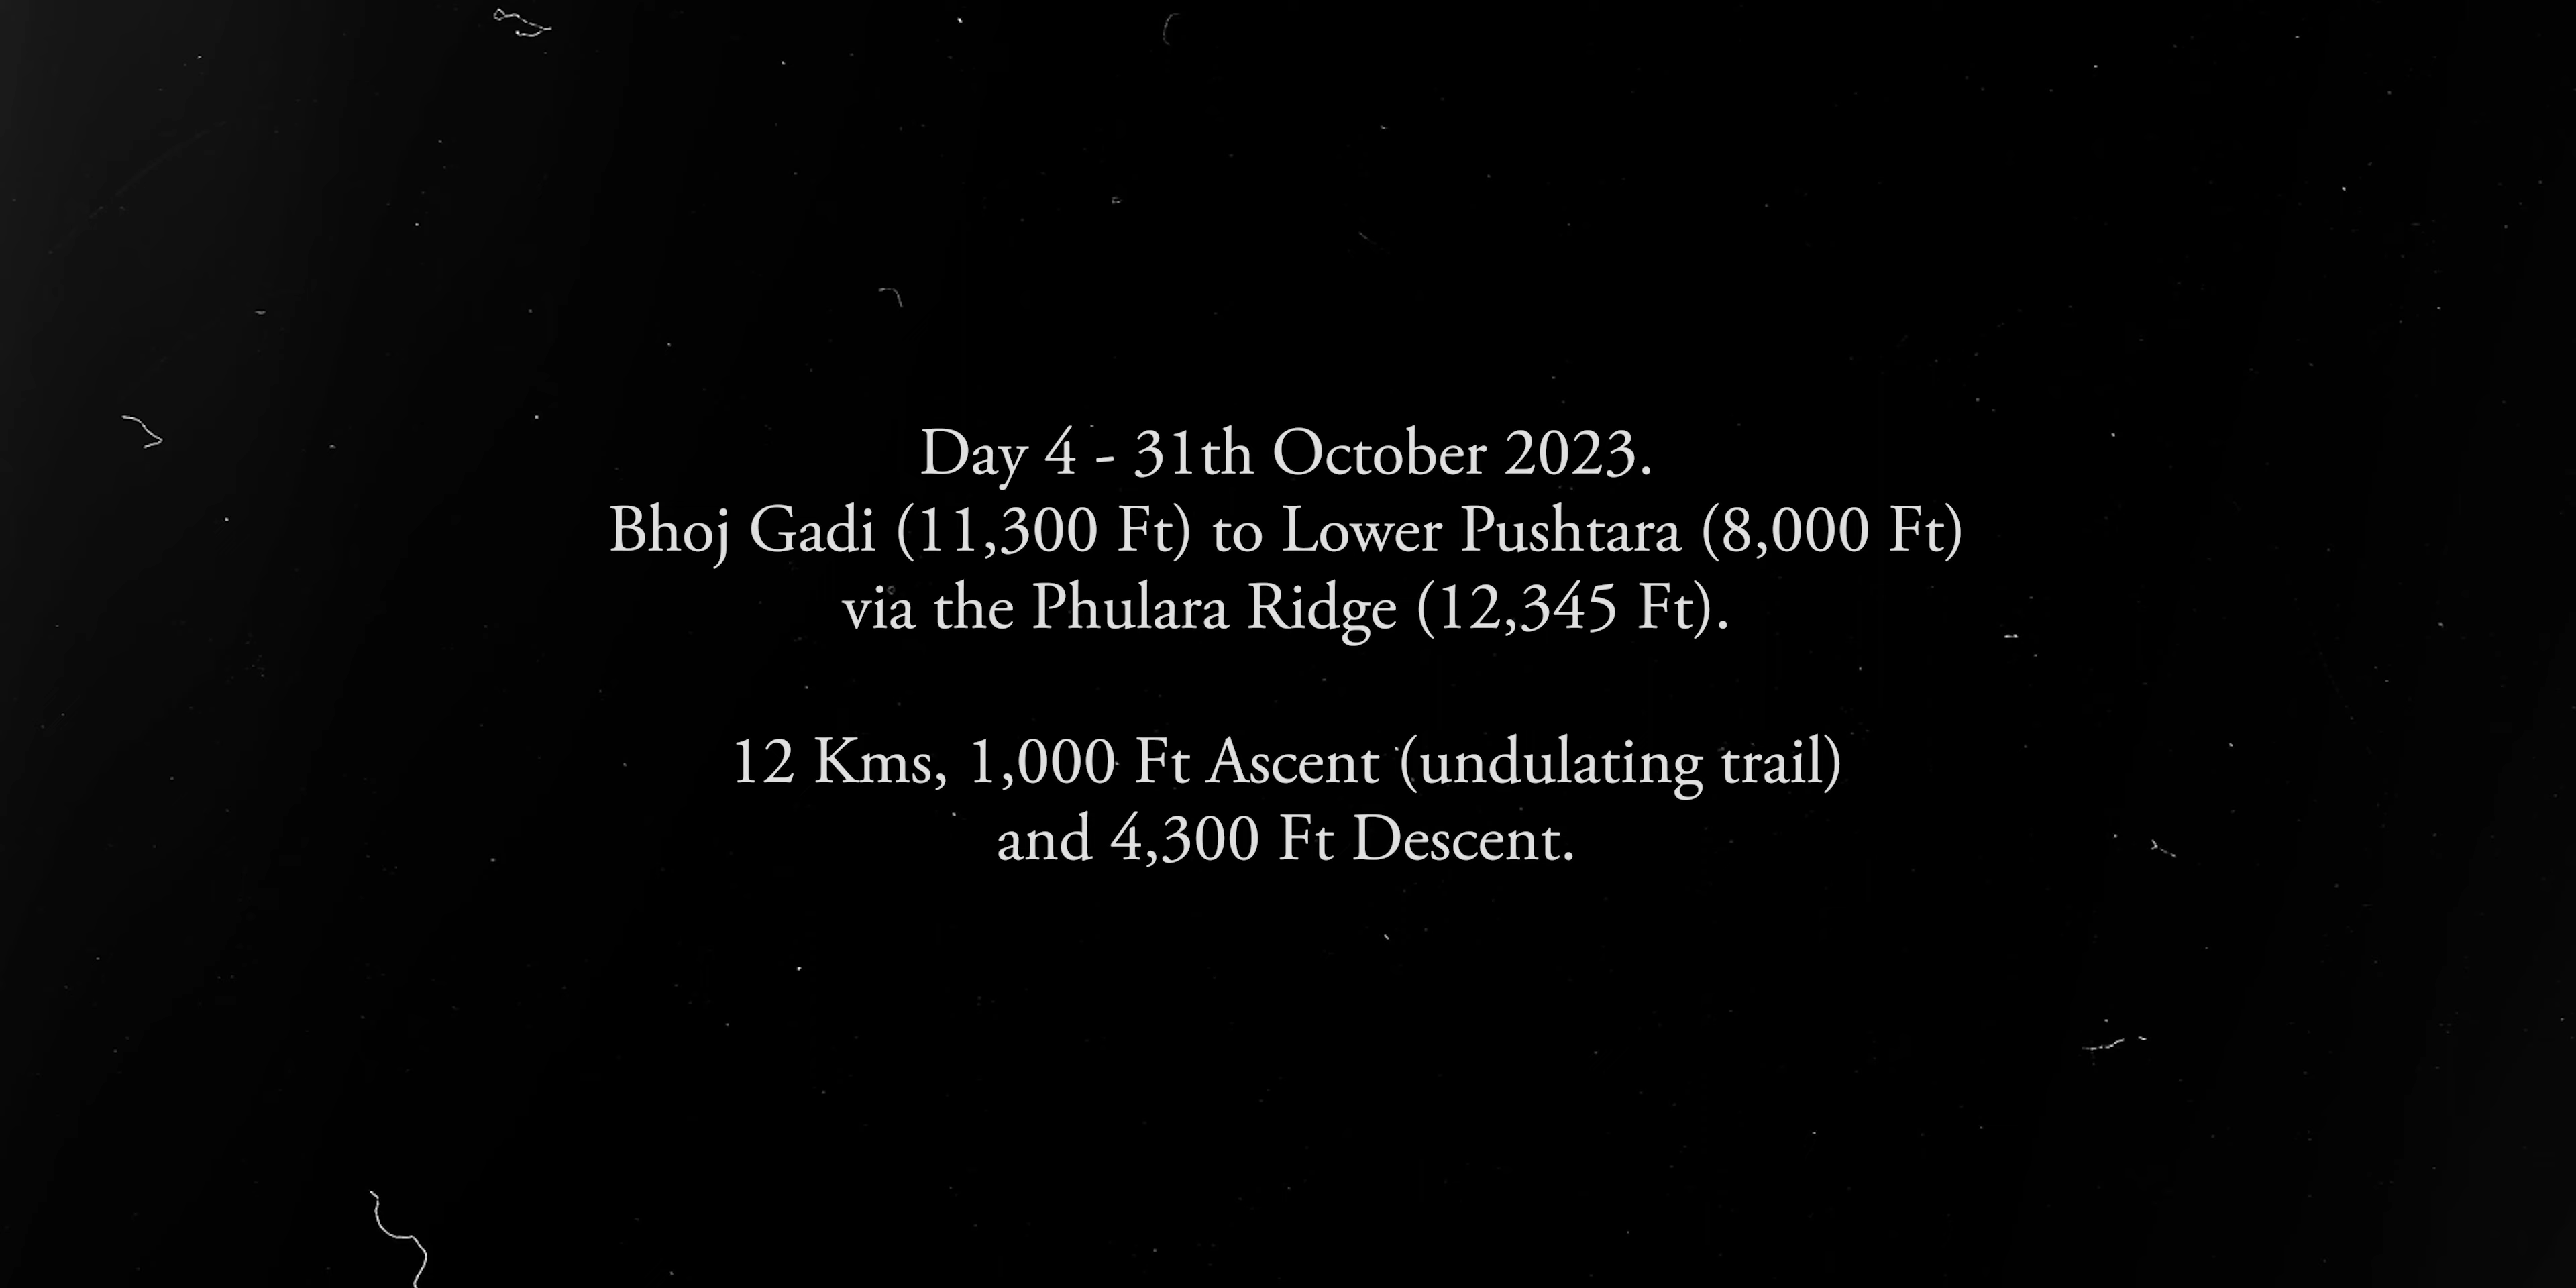 Day 4 - 31th October 2023.
Bhoj Gadi (11,300 Ft) to Lower Pushtara (8,000 Ft)
via the Phulara Ridge (12,345 Ft).
12 Kms, 1,000 Ft Ascent (undulating trail)
and 4,300 Ft Descent.